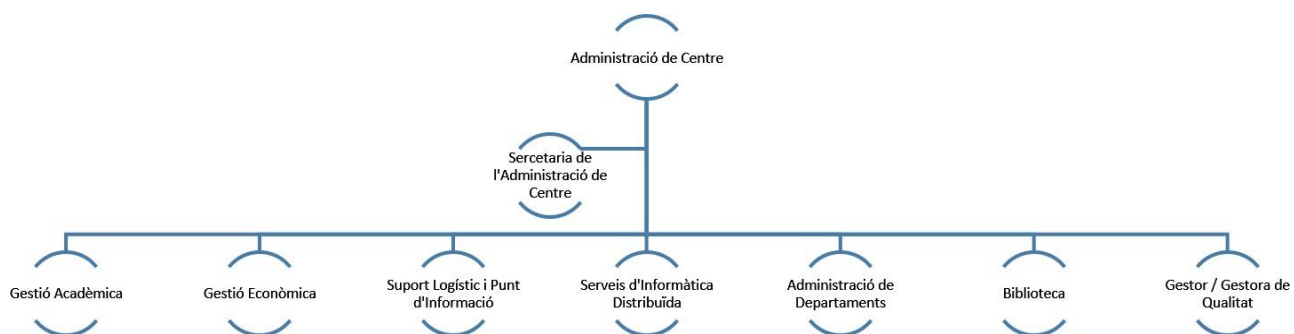 Administració de Centre
Sercetaria de
l'Administració de
Centre
Gestió Acadèmica
Gestió Econòmica
Suport Logístic i Punt
d'Informació
Serveis d'Informàtica
Distribuïda
Administració de
Departaments
Biblioteca
Gestor / Gestora de
Qualitat